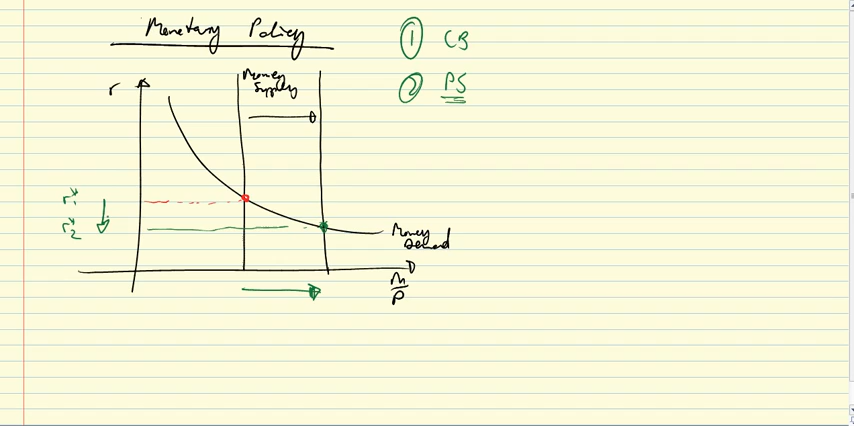 Monetary Policy
① CB
② PS
Money
Supply
r
r₁*
r₂*
Money
Demand
M
P